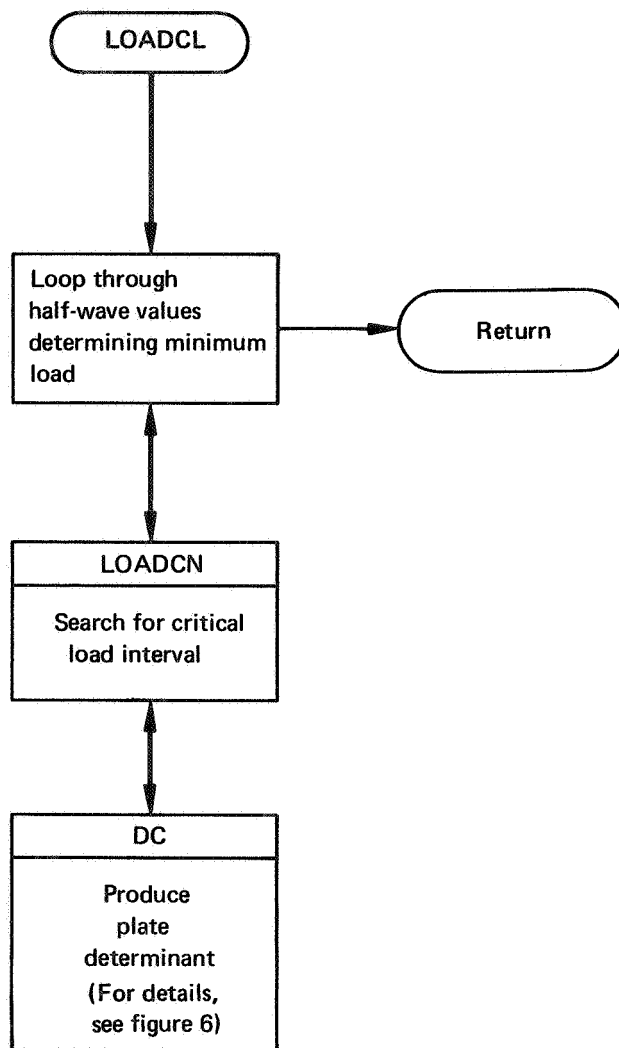 LOADCL
Loop through
half-wave values
determining minimum
load
Return
LOADCN
Search for critical
load interval
DC
Produce
plate
determinant
(For details,
see figure 6)